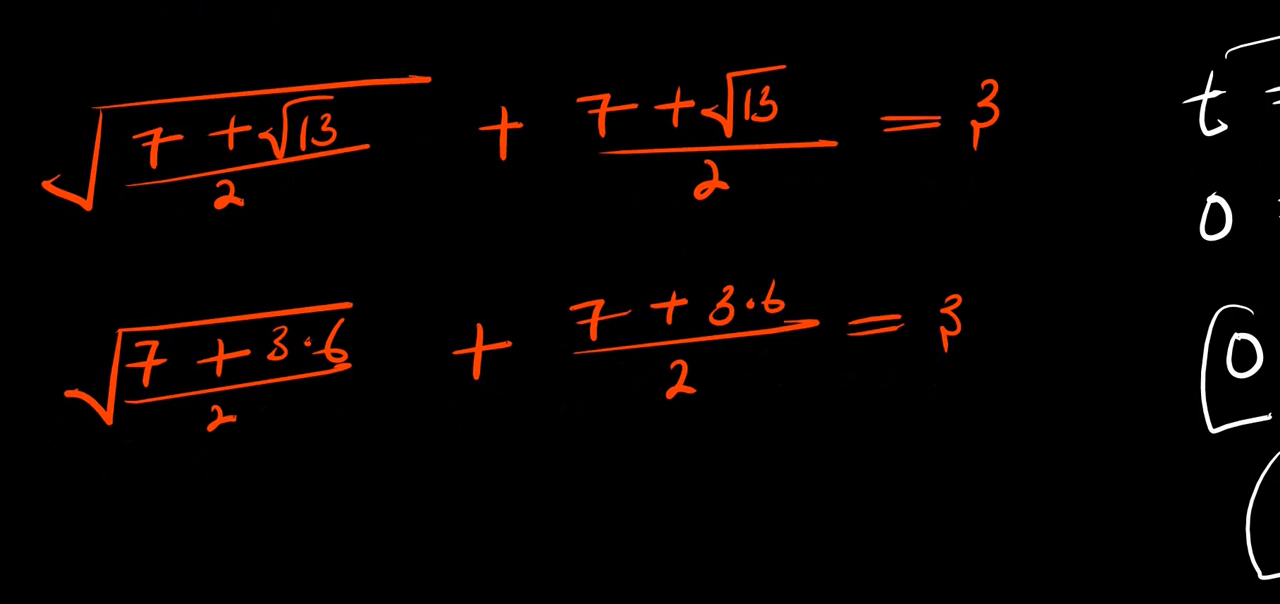 √((7 + √13)/2) + (7 + √13)/2 = 3
√((7 + 3.6)/2) + (7 + 3.6)/2 = 3
t
0
0